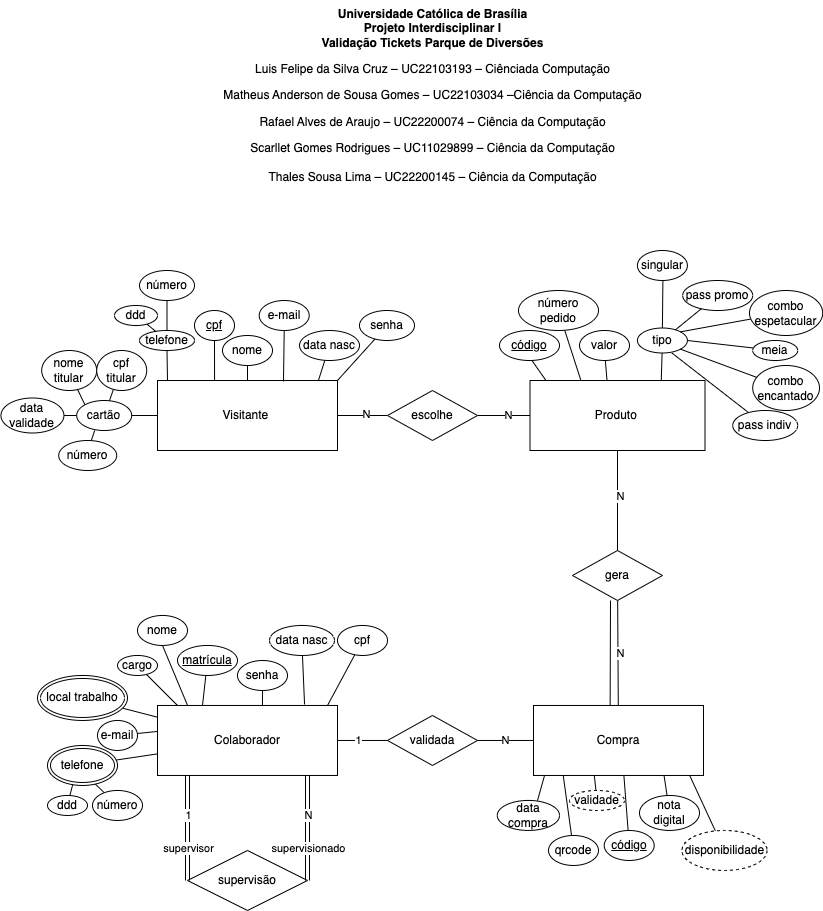 Universidade Católica de Brasília
Projeto Interdisciplinar I
Validação Tickets Parque de Diversões
Luis Felipe da Silva Cruz – UC22103193 – Ciênciada Computação
Matheus Anderson de Sousa Gomes – UC22103034 –Ciência da Computação
Rafael Alves de Araujo – UC22200074 – Ciência da Computação
Scarllet Gomes Rodrigues – UC11029899 – Ciência da Computação
Thales Sousa Lima – UC22200145 – Ciência da Computação
número
ddd
telefone
cpf
nome
e-mail
data nasc
senha
nome
titular
cpf
titular
data
validade
cartão
número
Visitante
N
escolhe
N
número
pedido
código
valor
singular
pass promo
combo
espetacular
tipo
meia
combo
encantado
pass indiv
Produto
N
gera
N
nome
cargo
matrícula
senha
data nasc
cpf
local trabalho
e-mail
telefone
ddd
número
Colaborador
1
validada
N
Compra
data
compra
validade
qrcode
código
nota
digital
disponibilidade
1
N
supervisor
supervisionado
supervisão